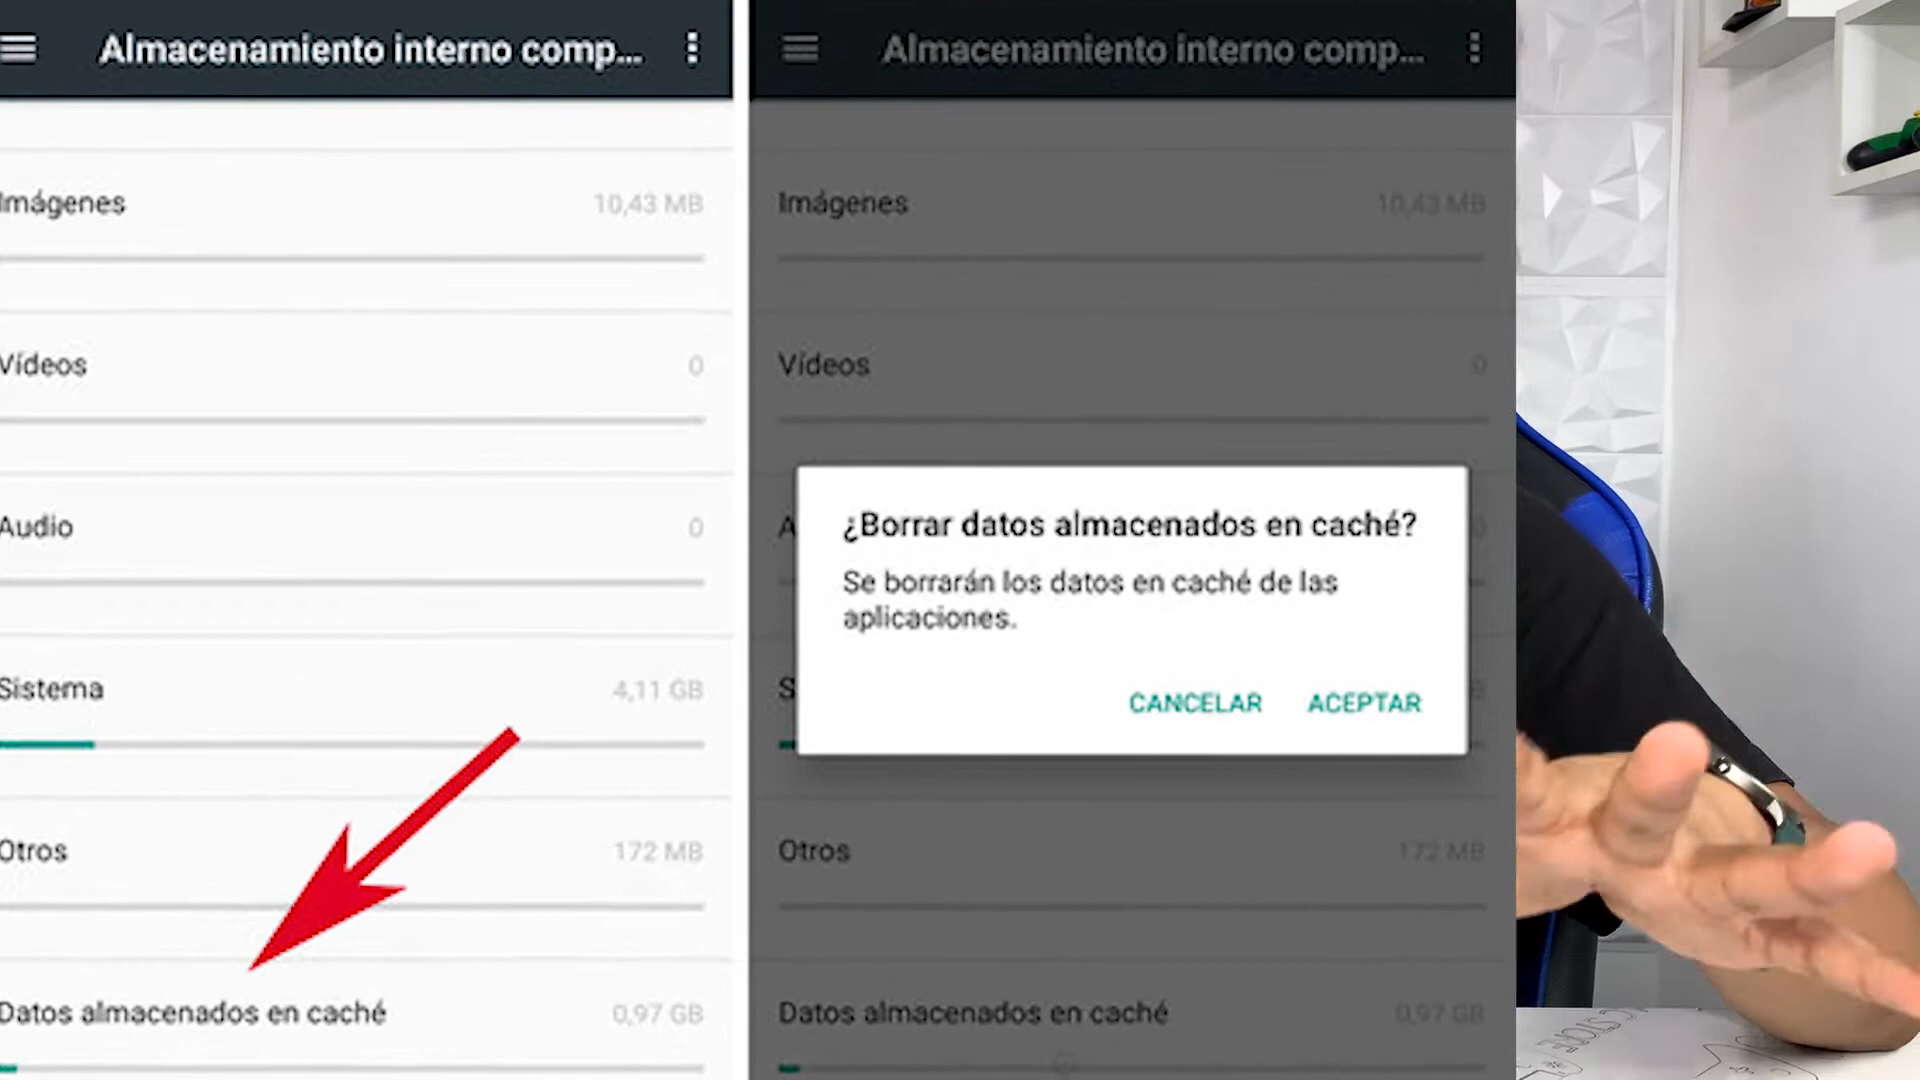 Almacenamiento interno comp...
Imágenes 10,43 MB
Vídeos 0
Audio 0
Sistema 4,11 GB
Otros 172 MB
Datos almacenados en caché 0,97 GB
Almacenamiento interno comp...
Imágenes 10,43 MB
Vídeos 0
A
¿Borrar datos almacenados en caché?
Se borrarán los datos en caché de las
aplicaciones.
S
CANCELAR ACEPTAR
Otros 172 MB
Datos almacenados en caché 0,97 GB
STORE